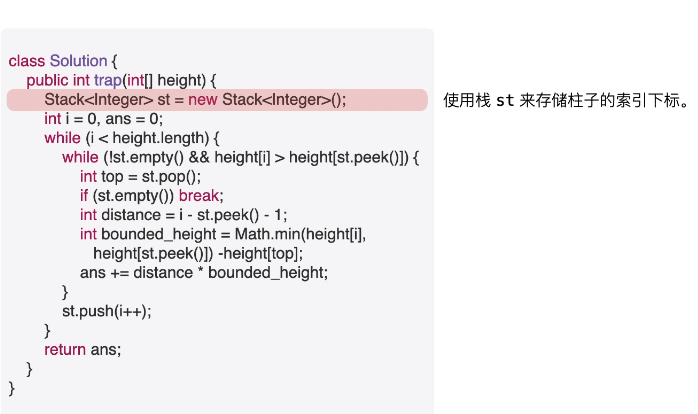 class Solution {
public int trap(int[] height) {
Stack<Integer> st = new Stack<Integer>();
使用栈 st 来存储柱子的索引下标。
int i = 0, ans = 0;
while (i < height.length) {
while (!st.empty() && height[i] > height[st.peek()]) {
int top = st.pop();
if (st.empty()) break;
int distance = i - st.peek() - 1;
int bounded_height = Math.min(height[i],
height[st.peek()]) -height[top];
ans += distance * bounded_height;
}
st.push(i++);
}
return ans;
}
}